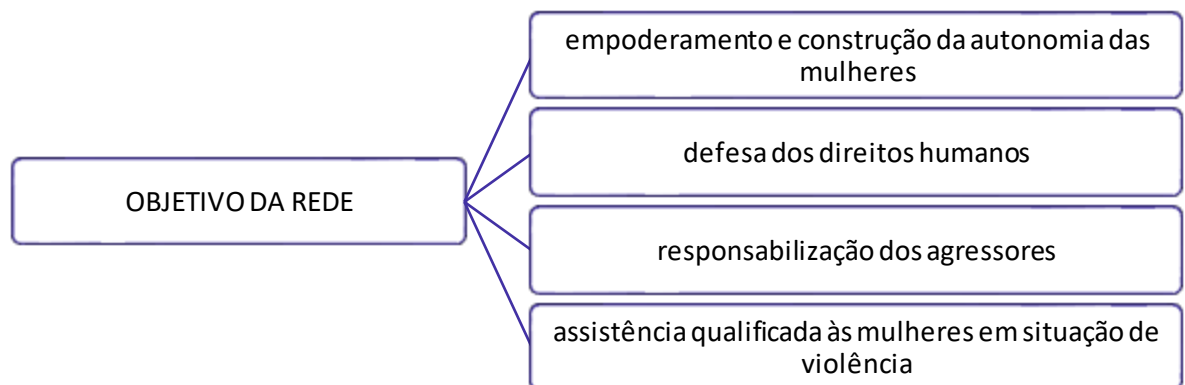 empoderamento e construção da autonomia das
mulheres
defesa dos direitos humanos
OBJETIVO DA REDE
responsabilização dos agressores
assistência qualificada às mulheres em situação de
violência